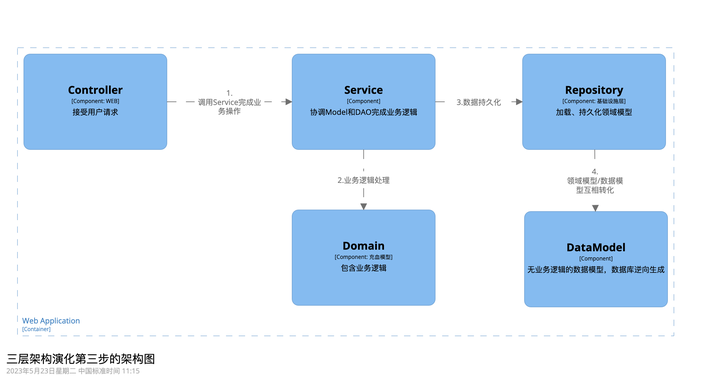 Controller
[Component: WEB]
接受用户请求
1.
调用Service完成业
务操作
Service
[Component]
协调Model和DAO完成业务逻辑
3.数据持久化
Repository
[Component: 基础设施层]
加载、持久化领域模型
2.业务逻辑处理
4.
领域模型/数据模
型互相转化
Domain
[Component: 充血模型]
包含业务逻辑
DataModel
[Component]
无业务逻辑的数据模型，数据库逆向生成
Web Application
[Container]
三层架构演化第三步的架构图
2023年5月23日星期二 中国标准时间 11:15